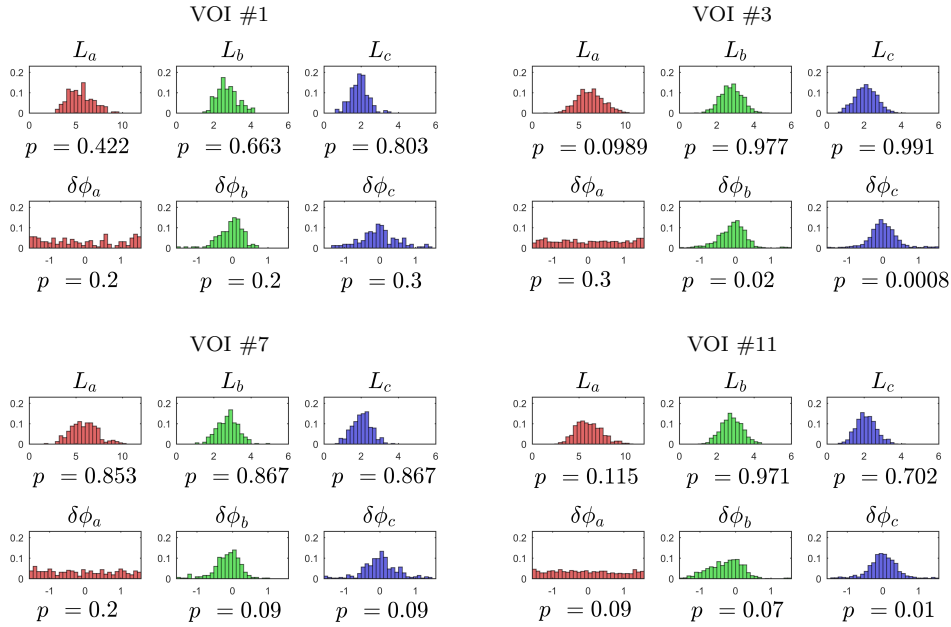 VOI #1 VOI #3
L_a L_b L_c L_a L_b L_c
0.2 0.2 0.2 0.2 0.2 0.2
0.1 0.1 0.1 0.1 0.1 0.1
0 0 0 0 0 0
0 5 10 0 2 4 6 0 2 4 6 0 5 10 0 2 4 6 0 2 4 6
p = 0.422 p = 0.663 p = 0.803 p = 0.0989 p = 0.977 p = 0.991
δϕ_a δϕ_b δϕ_c δϕ_a δϕ_b δϕ_c
0.2 0.2 0.2 0.2 0.2 0.2
0.1 0.1 0.1 0.1 0.1 0.1
0 0 0 0 0 0
-1 0 1 -1 0 1 -1 0 1 -1 0 1 -1 0 1 -1 0 1
p = 0.2 p = 0.2 p = 0.3 p = 0.3 p = 0.02 p = 0.0008
VOI #7 VOI #11
L_a L_b L_c L_a L_b L_c
0.2 0.2 0.2 0.2 0.2 0.2
0.1 0.1 0.1 0.1 0.1 0.1
0 0 0 0 0 0
0 5 10 0 2 4 6 0 2 4 6 0 5 10 0 2 4 6 0 2 4 6
p = 0.853 p = 0.867 p = 0.867 p = 0.115 p = 0.971 p = 0.702
δϕ_a δϕ_b δϕ_c δϕ_a δϕ_b δϕ_c
0.2 0.2 0.2 0.2 0.2 0.2
0.1 0.1 0.1 0.1 0.1 0.1
0 0 0 0 0 0
-1 0 1 -1 0 1 -1 0 1 -1 0 1 -1 0 1 -1 0 1
p = 0.2 p = 0.09 p = 0.09 p = 0.09 p = 0.07 p = 0.01